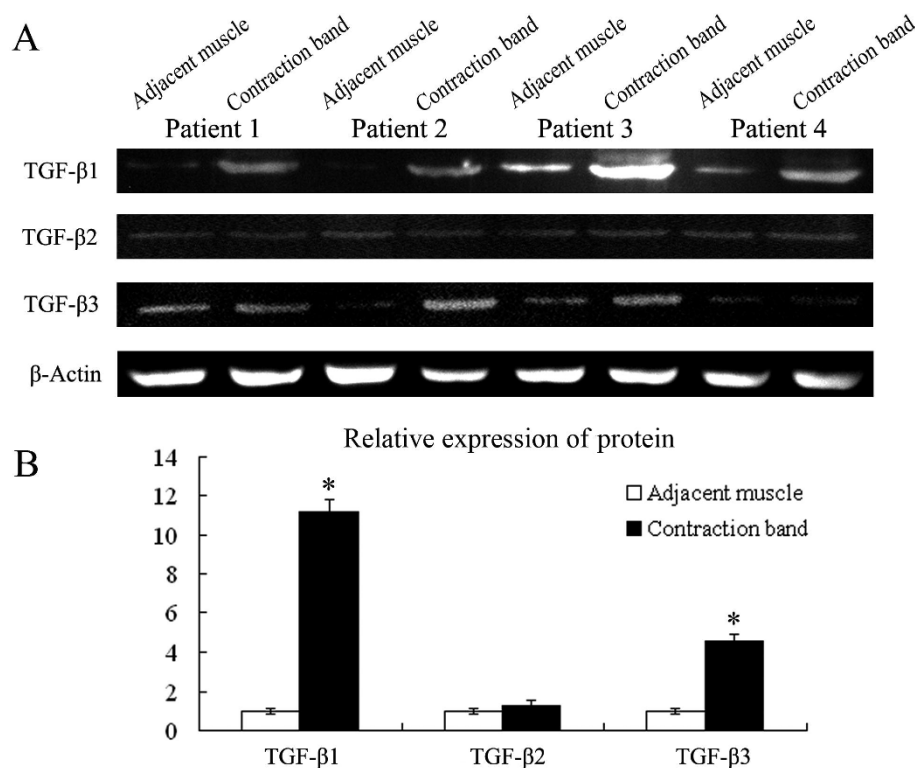 A
Adjacent muscle Contraction band Adjacent muscle Contraction band Adjacent muscle Contraction band Adjacent muscle Contraction band
Patient 1 Patient 2 Patient 3 Patient 4
TGF-β1
TGF-β2
TGF-β3
β-Actin
B
Relative expression of protein
14
12
10
8
6
4
2
0
* *
Adjacent muscle
Contraction band
TGF-β1 TGF-β2 TGF-β3